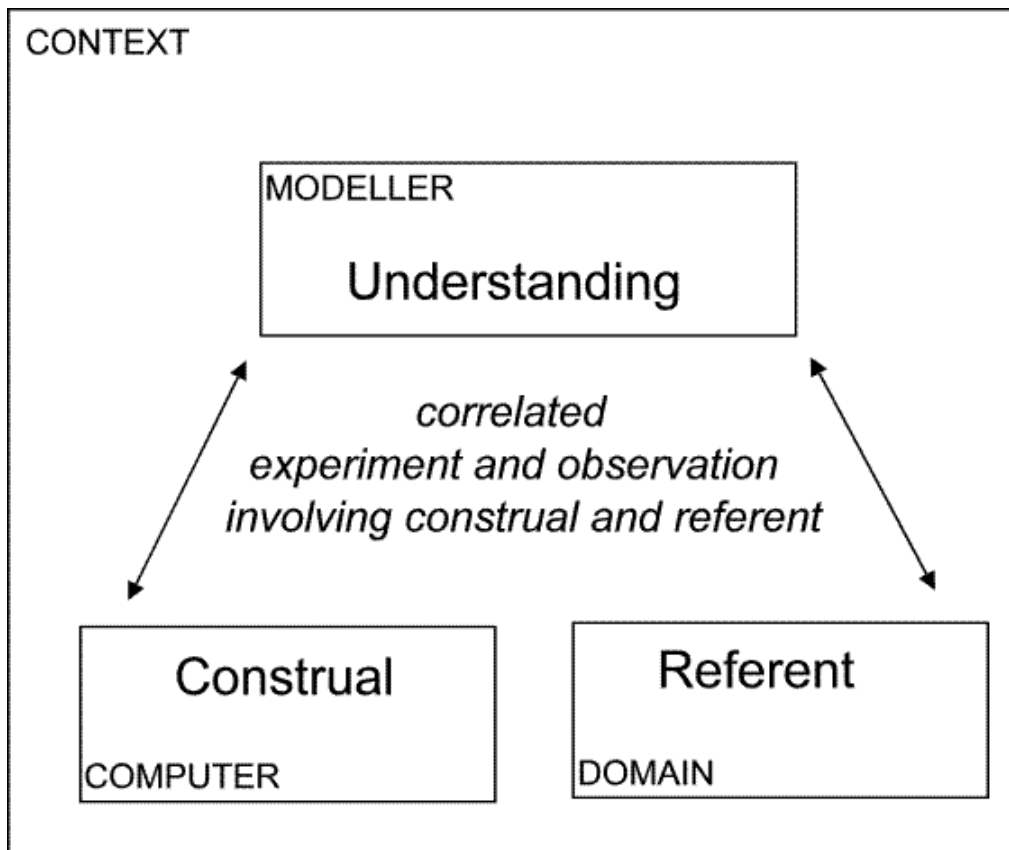 CONTEXT
MODELLER
Understanding
correlated
experiment and observation
involving construal and referent
Construal
COMPUTER
Referent
DOMAIN